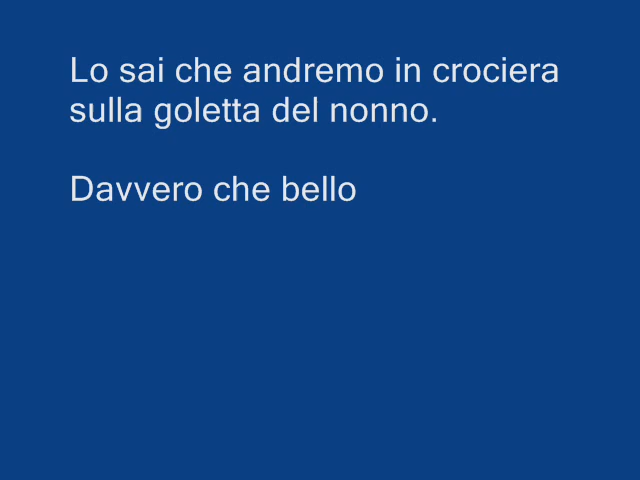 Lo sai che andremo in crociera
sulla goletta del nonno.
Davvero che bello